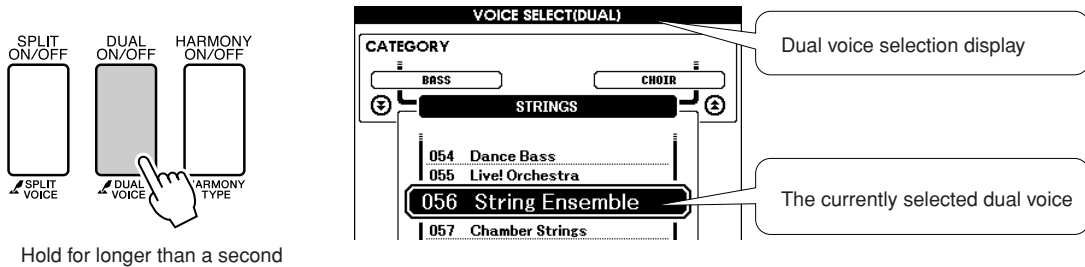 SPLIT
ON/OFF
DUAL
ON/OFF
HARMONY
ON/OFF
SPLIT
VOICE
DUAL
VOICE
ARMONY
TYPE
Hold for longer than a second
VOICE SELECT(DUAL)
CATEGORY
BASS
CHOIR
STRINGS
054 Dance Bass
055 Live! Orchestra
056 String Ensemble
057 Chamber Strings
Dual voice selection display
The currently selected dual voice